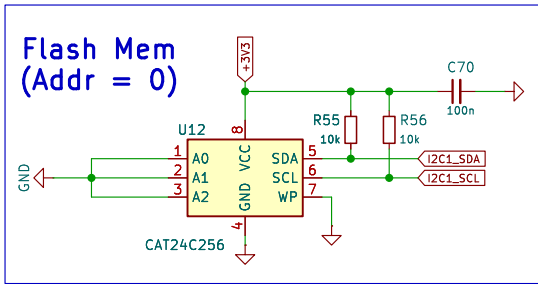 Flash Mem
(Addr = 0)
+3V3
C70
100n
R55
10k
R56
10k
U12
8
VCC
1 A0
2 A1
3 A2
SDA 5
SCL 6
WP 7
GND
4
I2C1_SDA
I2C1_SCL
GND
CAT24C256